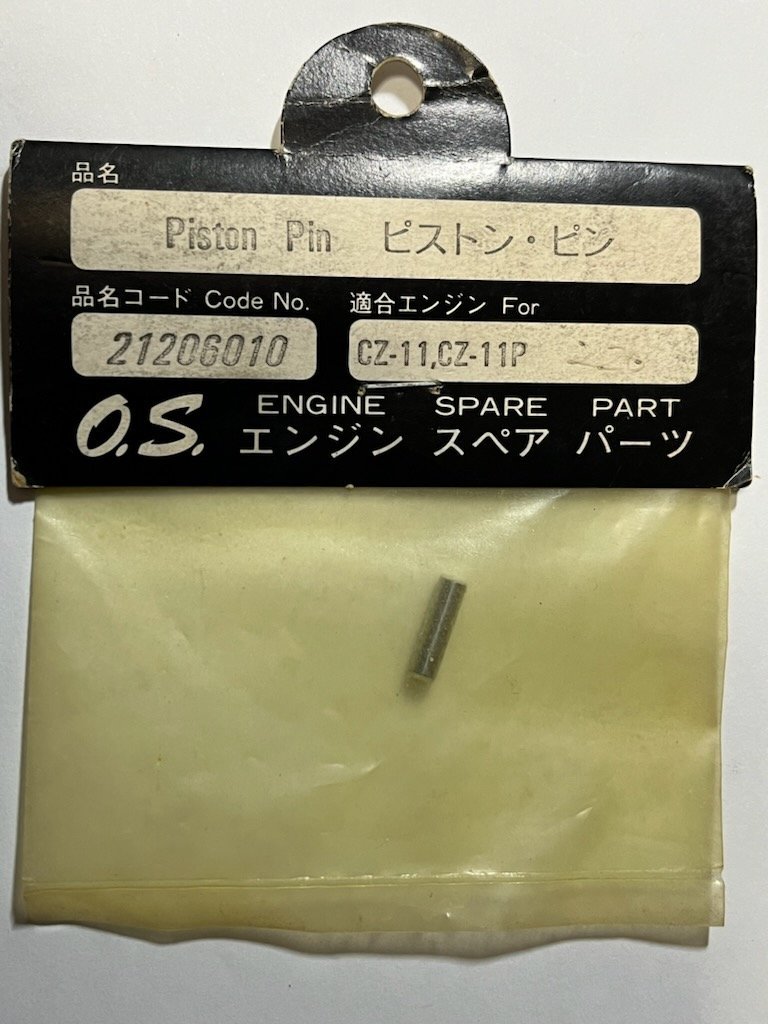 品名
Piston Pin ピストン・ピン
品名コード Code No. 適合エンジン For
21206010 CZ-11,CZ-11P
O.S. ENGINE SPARE PART
エンジン スペア パーツ